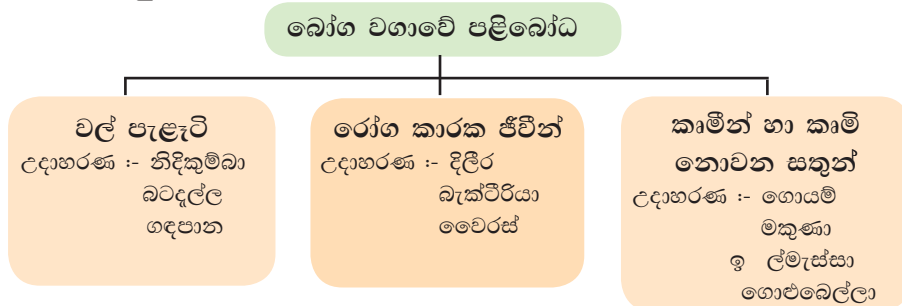 බෝග වගාවේ පළිබෝධ
වල් පැළෑටි
උදාහරණ :- නිදිකුම්බා
බටදැල්ල
ගඳපාන
රෝග කාරක ජීවීන්
උදාහරණ :- දිලීර
බැක්ටීරියා
වෛරස්
කෘමීන් හා කෘමි
නොවන සතුන්
උදාහරණ :- ගොයම්
මකුණා
ඉ ල්මැස්සා
ගොළුබෙල්ලා